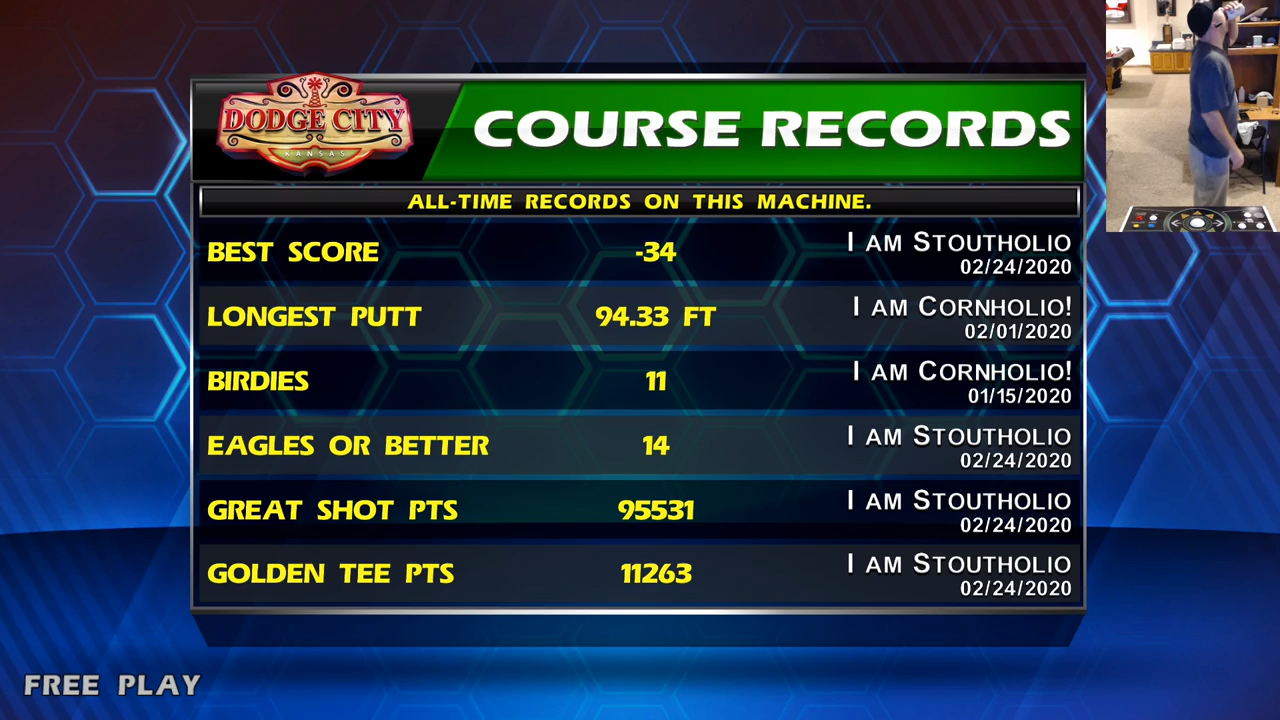 DODGE CITY
KANSAS
COURSE RECORDS
ALL-TIME RECORDS ON THIS MACHINE.
BEST SCORE -34 I AM STOUTHOLIO
02/24/2020
LONGEST PUTT 94.33 FT I AM CORNHOLIO!
02/01/2020
BIRDIES 11 I AM CORNHOLIO!
01/15/2020
EAGLES OR BETTER 14 I AM STOUTHOLIO
02/24/2020
GREAT SHOT PTS 95531 I AM STOUTHOLIO
02/24/2020
GOLDEN TEE PTS 11263 I AM STOUTHOLIO
02/24/2020
FREE PLAY